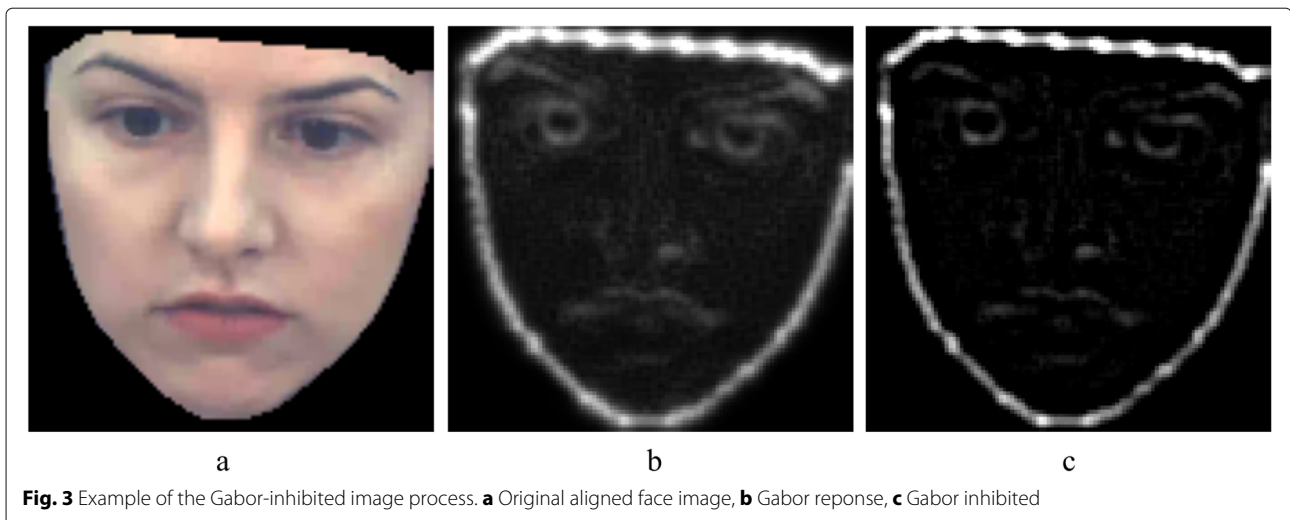 a b c
Fig. 3 Example of the Gabor-inhibited image process. a Original aligned face image, b Gabor reponse, c Gabor inhibited